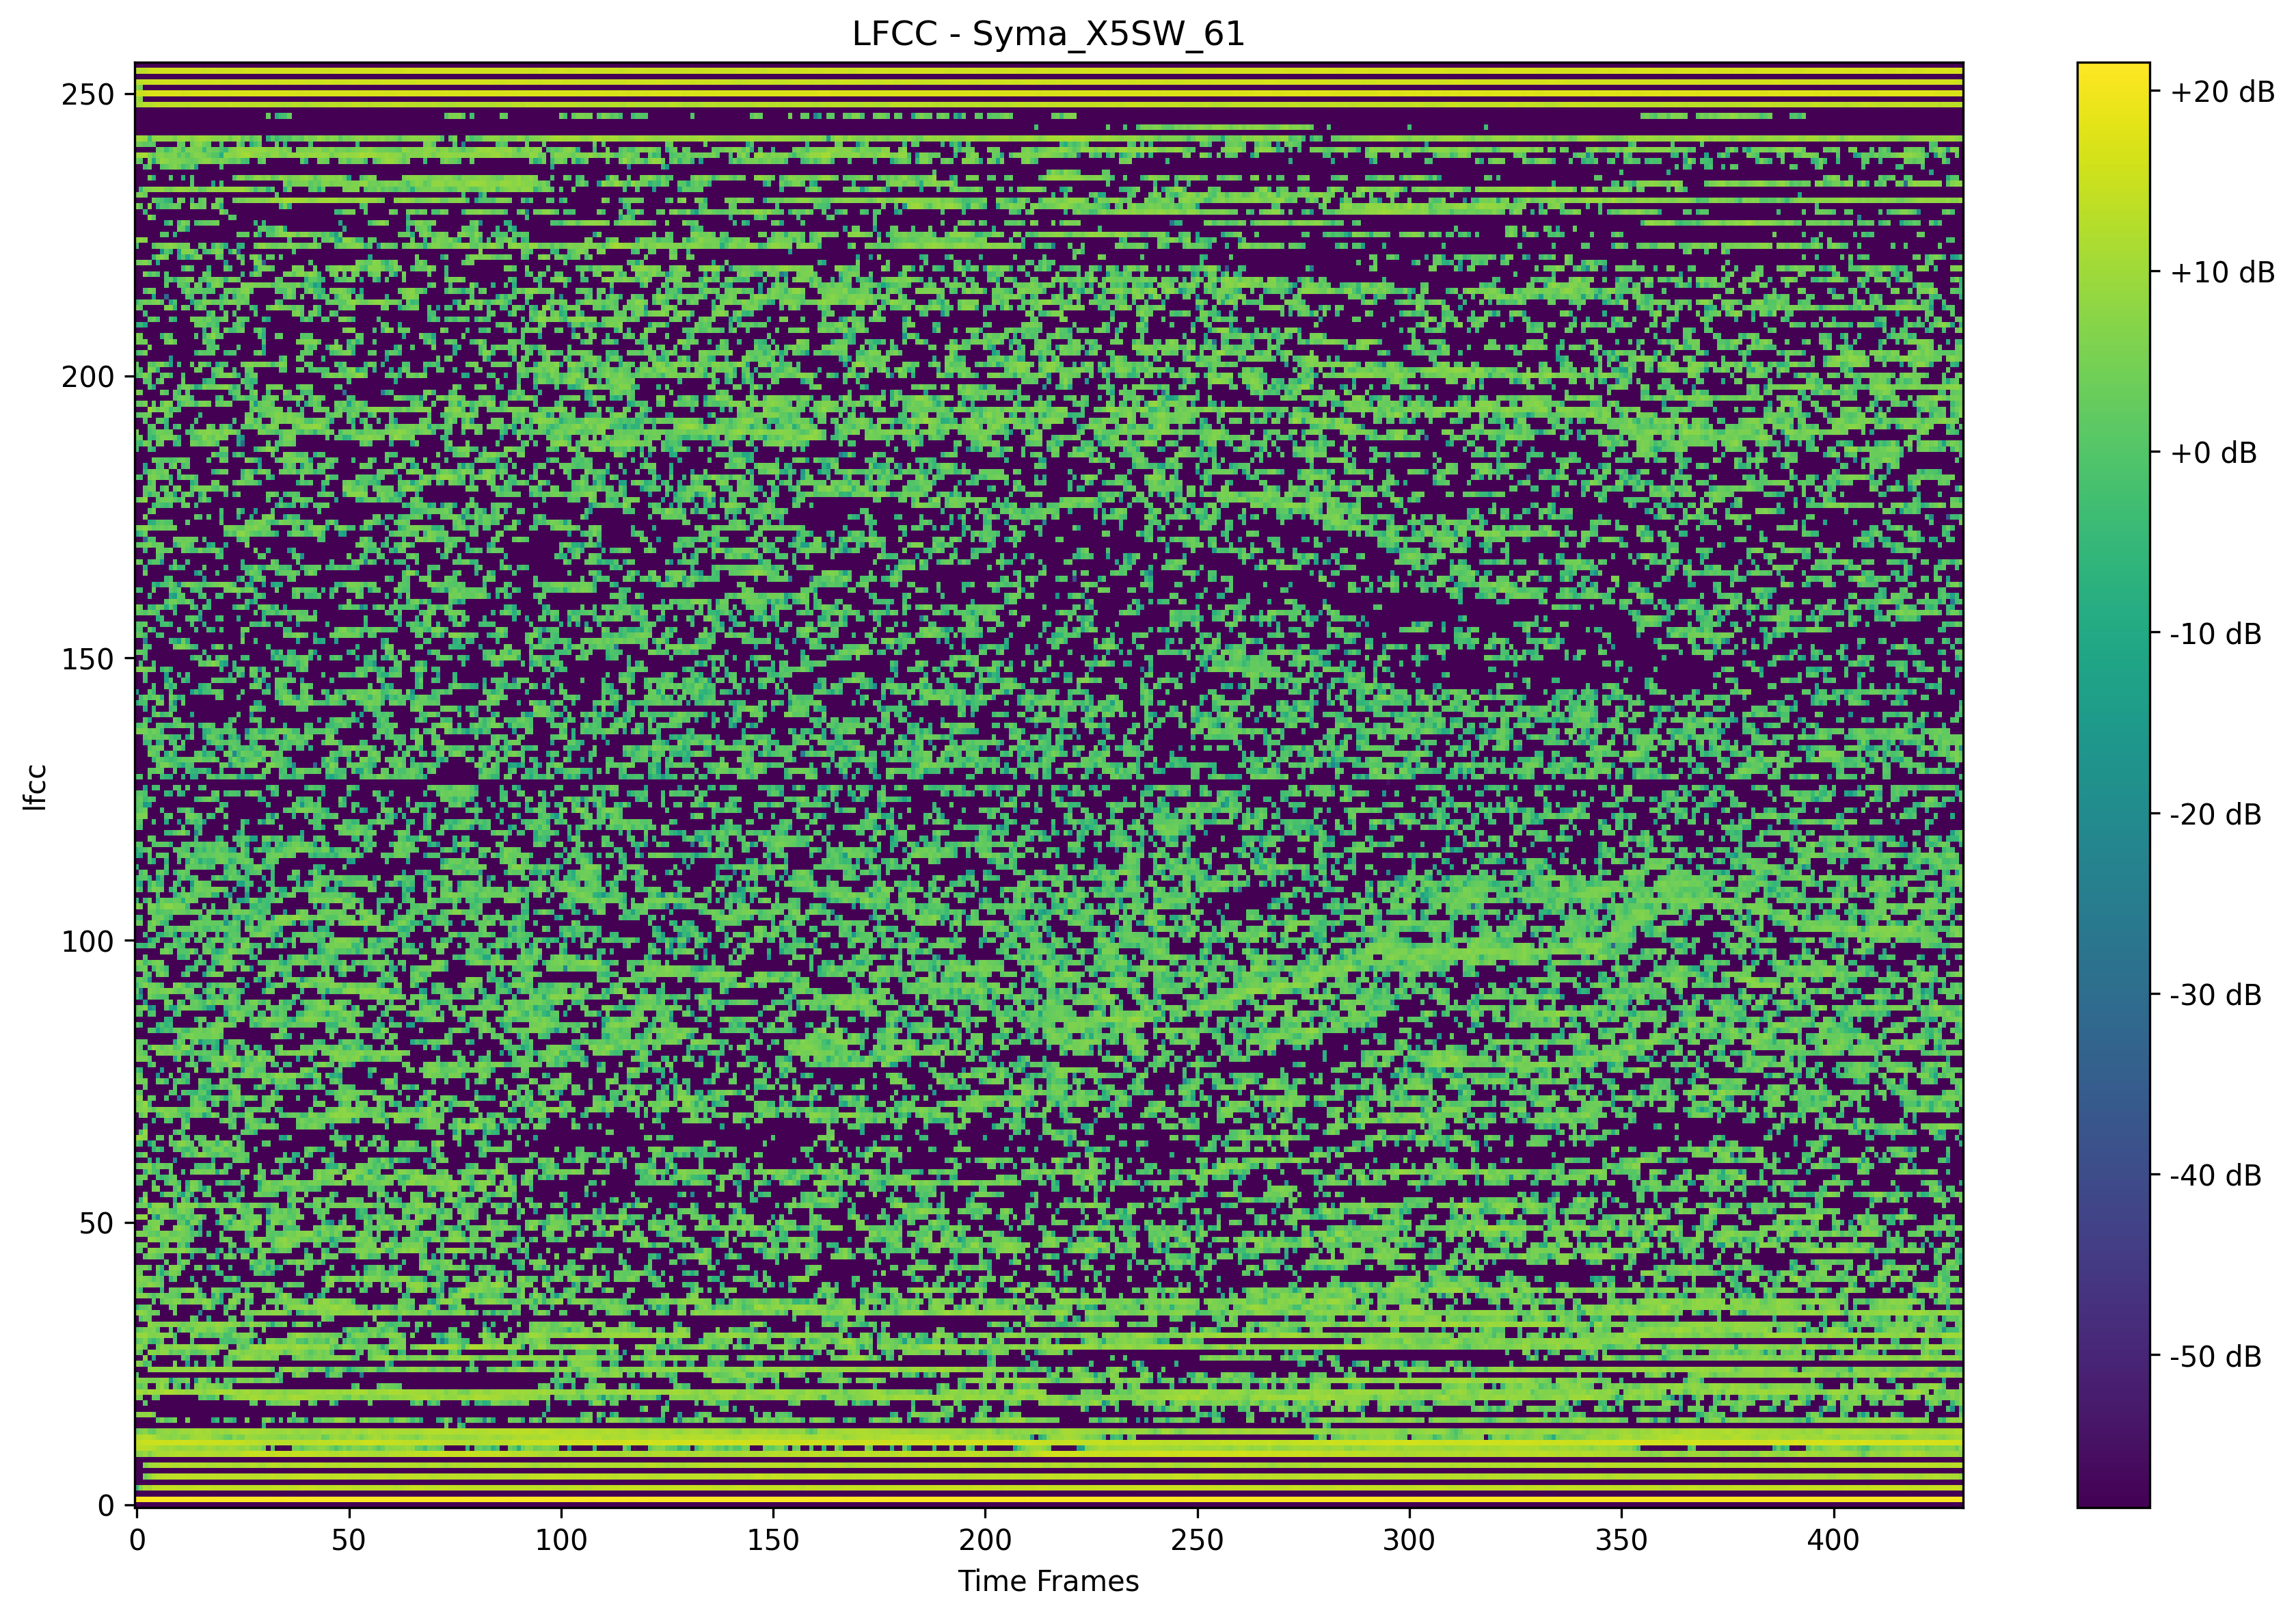 LFCC - Syma_X5SW_61
250
200
150
100
50
0
lfcc
0 50 100 150 200 250 300 350 400
Time Frames
+20 dB
+10 dB
+0 dB
-10 dB
-20 dB
-30 dB
-40 dB
-50 dB